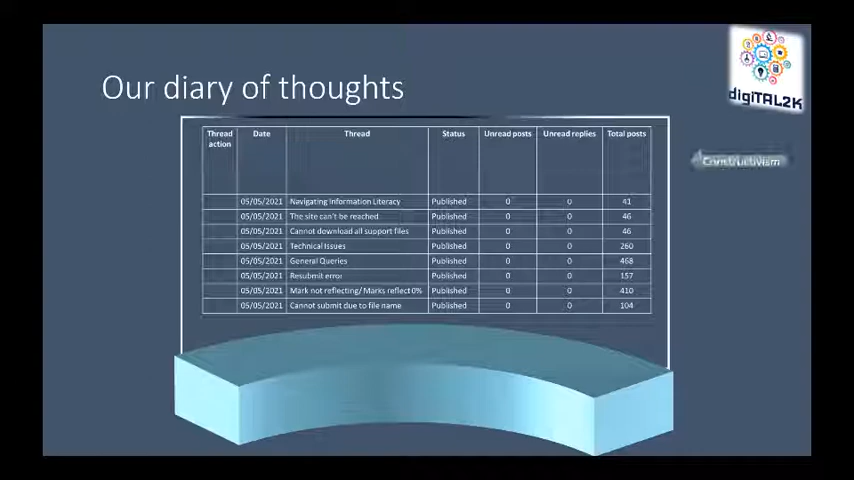 Our diary of thoughts
digiTAL2K
Constructivism
Thread action Date Thread Status Unread posts Unread replies Total posts
05/05/2021 Navigating Information Literacy Published 0 0 41
05/05/2021 The site can't be reached Published 0 0 46
05/05/2021 Cannot download all support files Published 0 0 46
05/05/2021 Technical Issues Published 0 0 260
05/05/2021 General Queries Published 0 0 468
05/05/2021 Resubmit error Published 0 0 157
05/05/2021 Mark not reflecting/ Marks reflect 0% Published 0 0 410
05/05/2021 Cannot submit due to file name Published 0 0 104